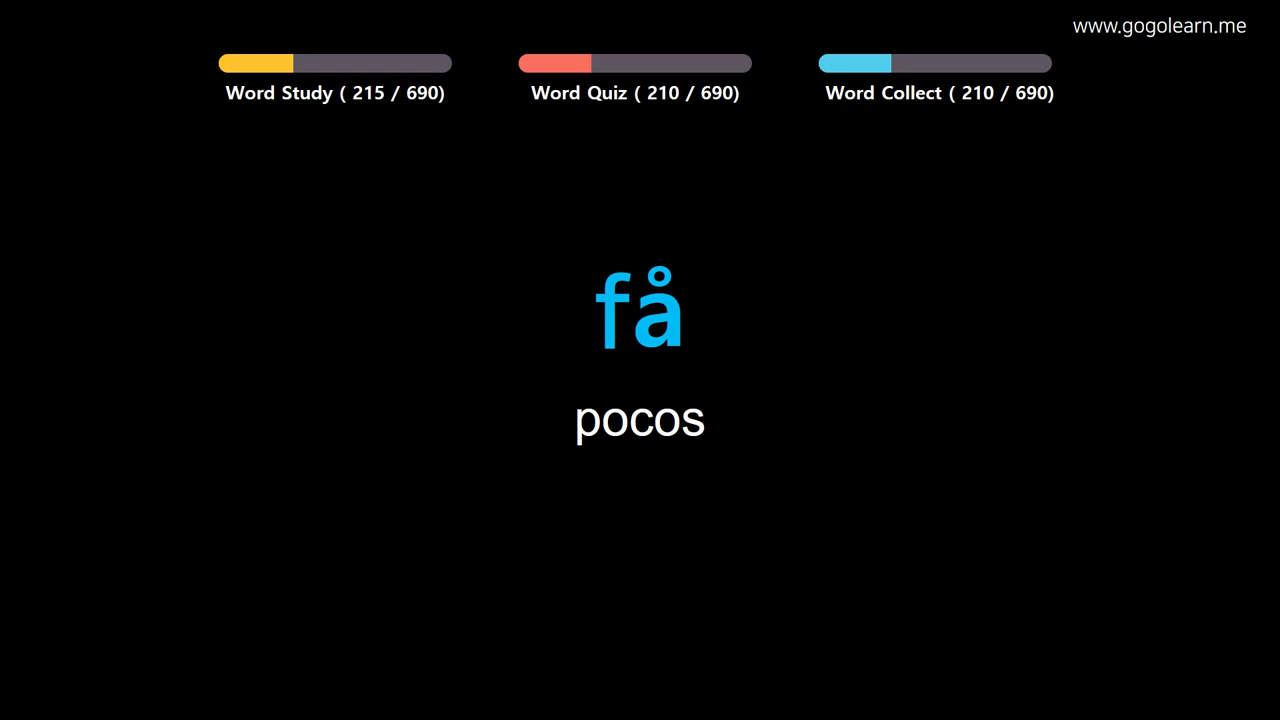 www.gogolearn.me
Word Study ( 215 / 690)
Word Quiz ( 210 / 690)
Word Collect ( 210 / 690)
få
pocos